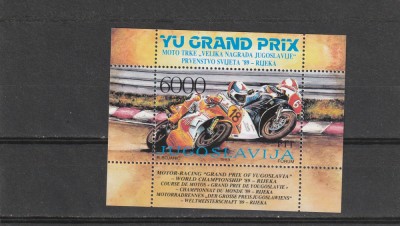 YU GRAND PRIX
MOTO TRKE „VELIKA NAGRADA JUGOSLAVIJE"
PRVENSTVO SVIJETA '89 – RIJEKA
6000
18
6
JUGOSLAVIJA
MOTOR-RACING "GRAND PRIX OF YUGOSLAVIA"
– WORLD CHAMPIONSHIP '89 – RIJEKA
COURSE DE MOTOS – GRAND PRIX DE YOUGOSLAVIE –
CHAMPIONNAT DU MONDE '89 – RIJEKA
MOTORRADRENNEN „DER GROSSE PREIS JUGOSLAWIENS"
– WELTMEISTERSCHAFT '89 – RIJEKA